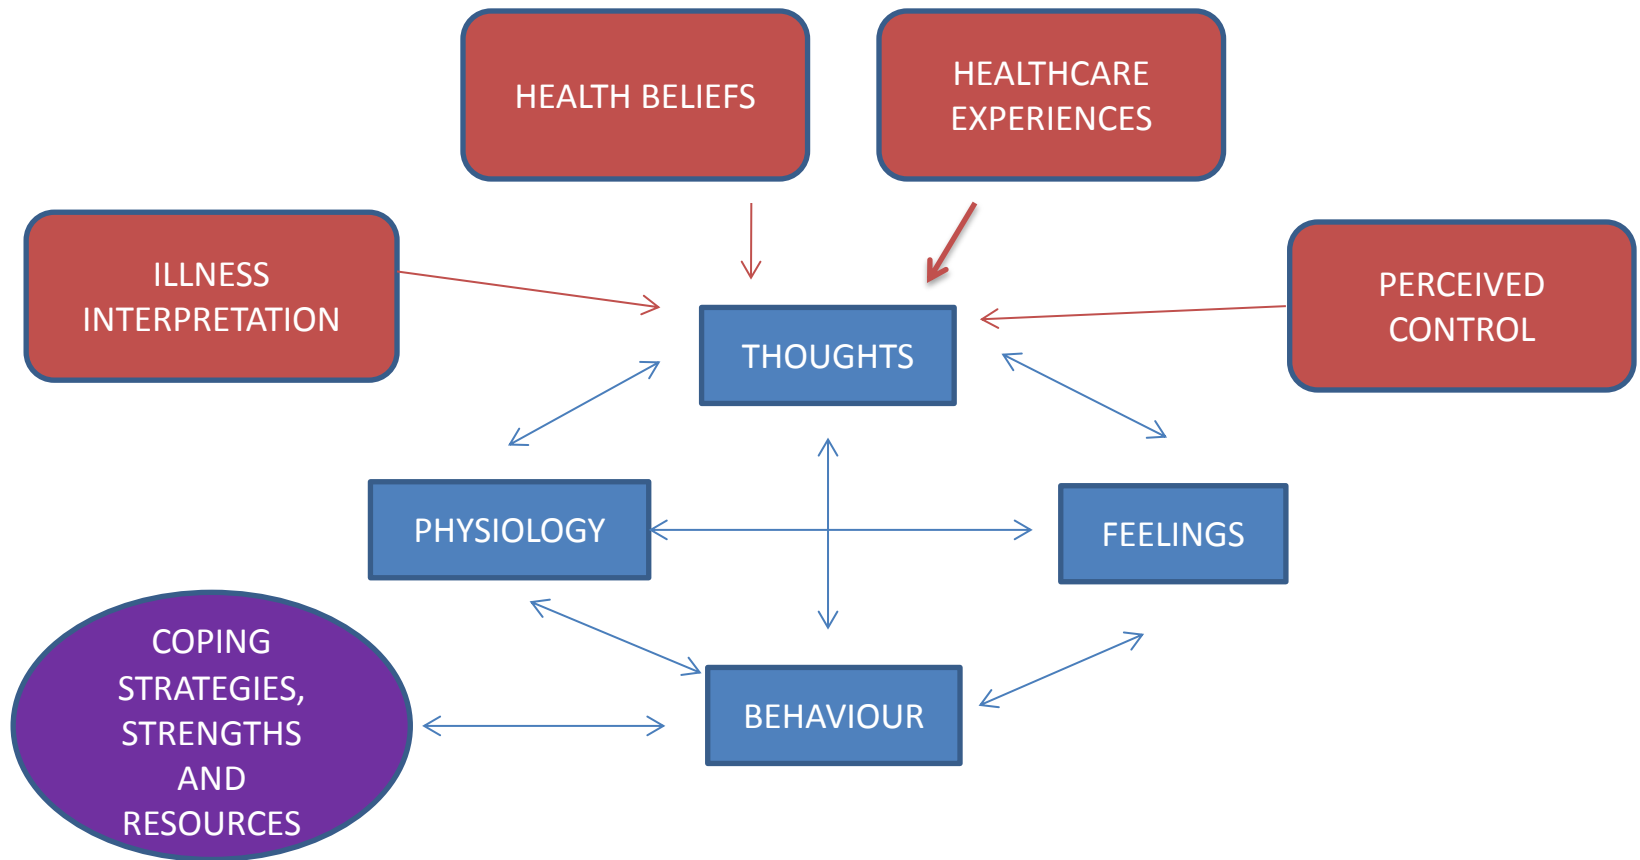 HEALTH BELIEFS
HEALTHCARE
EXPERIENCES
ILLNESS
INTERPRETATION
PERCEIVED
CONTROL
THOUGHTS
PHYSIOLOGY
FEELINGS
COPING
STRATEGIES,
STRENGTHS
AND
RESOURCES
BEHAVIOUR